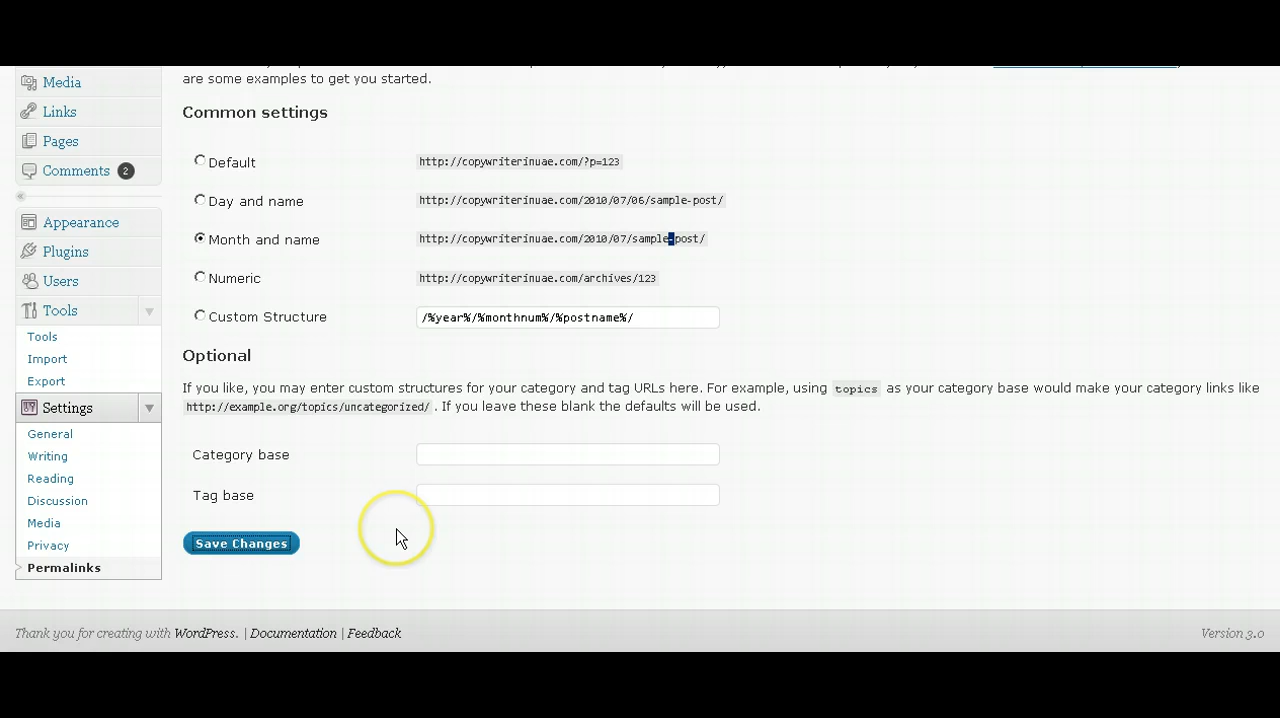 are some examples to get you started.
Media
Links
Pages
Comments 2
Appearance
Plugins
Users
Tools
Tools
Import
Export
Settings
General
Writing
Reading
Discussion
Media
Privacy
Permalinks
Common settings
Default http://copywriterinuae.com/?p=123
Day and name http://copywriterinuae.com/2010/07/06/sample-post/
Month and name http://copywriterinuae.com/2010/07/sample-post/
Numeric http://copywriterinuae.com/archives/123
Custom Structure /%year%/%monthnum%/%postname%/
Optional
If you like, you may enter custom structures for your category and tag URLs here. For example, using topics as your category base would make your category links like
http://example.org/topics/uncategorized/ . If you leave these blank the defaults will be used.
Category base
Tag base
Save Changes
Thank you for creating with WordPress. | Documentation | Feedback
Version 3.0